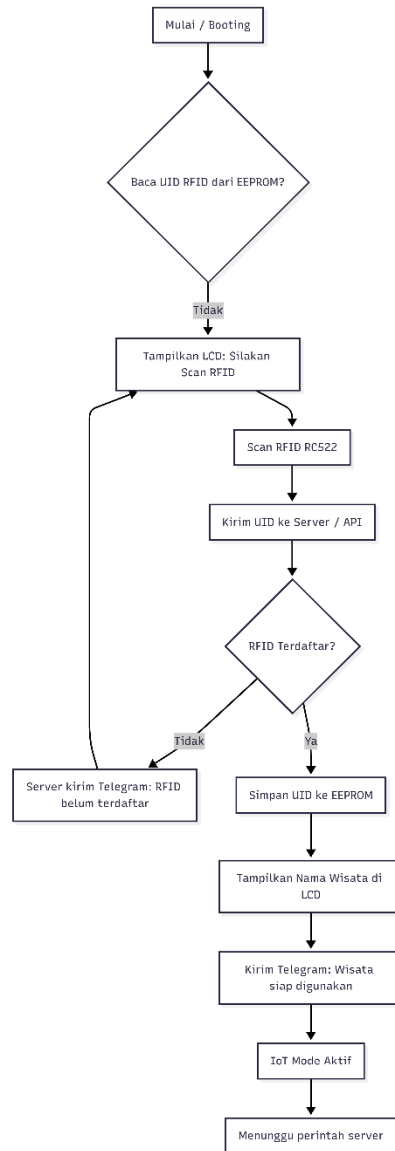 Mulai / Booting
Baca UID RFID dari EEPROM?
Tidak
Tampilkan LCD: Silakan
Scan RFID
Scan RFID RC522
Kirim UID ke Server / API
RFID Terdaftar?
Tidak
Ya
Server kirim Telegram: RFID
belum terdaftar
Simpan UID ke EEPROM
Tampilkan Nama Wisata di
LCD
Kirim Telegram: Wisata
siap digunakan
IoT Mode Aktif
Menunggu perintah server